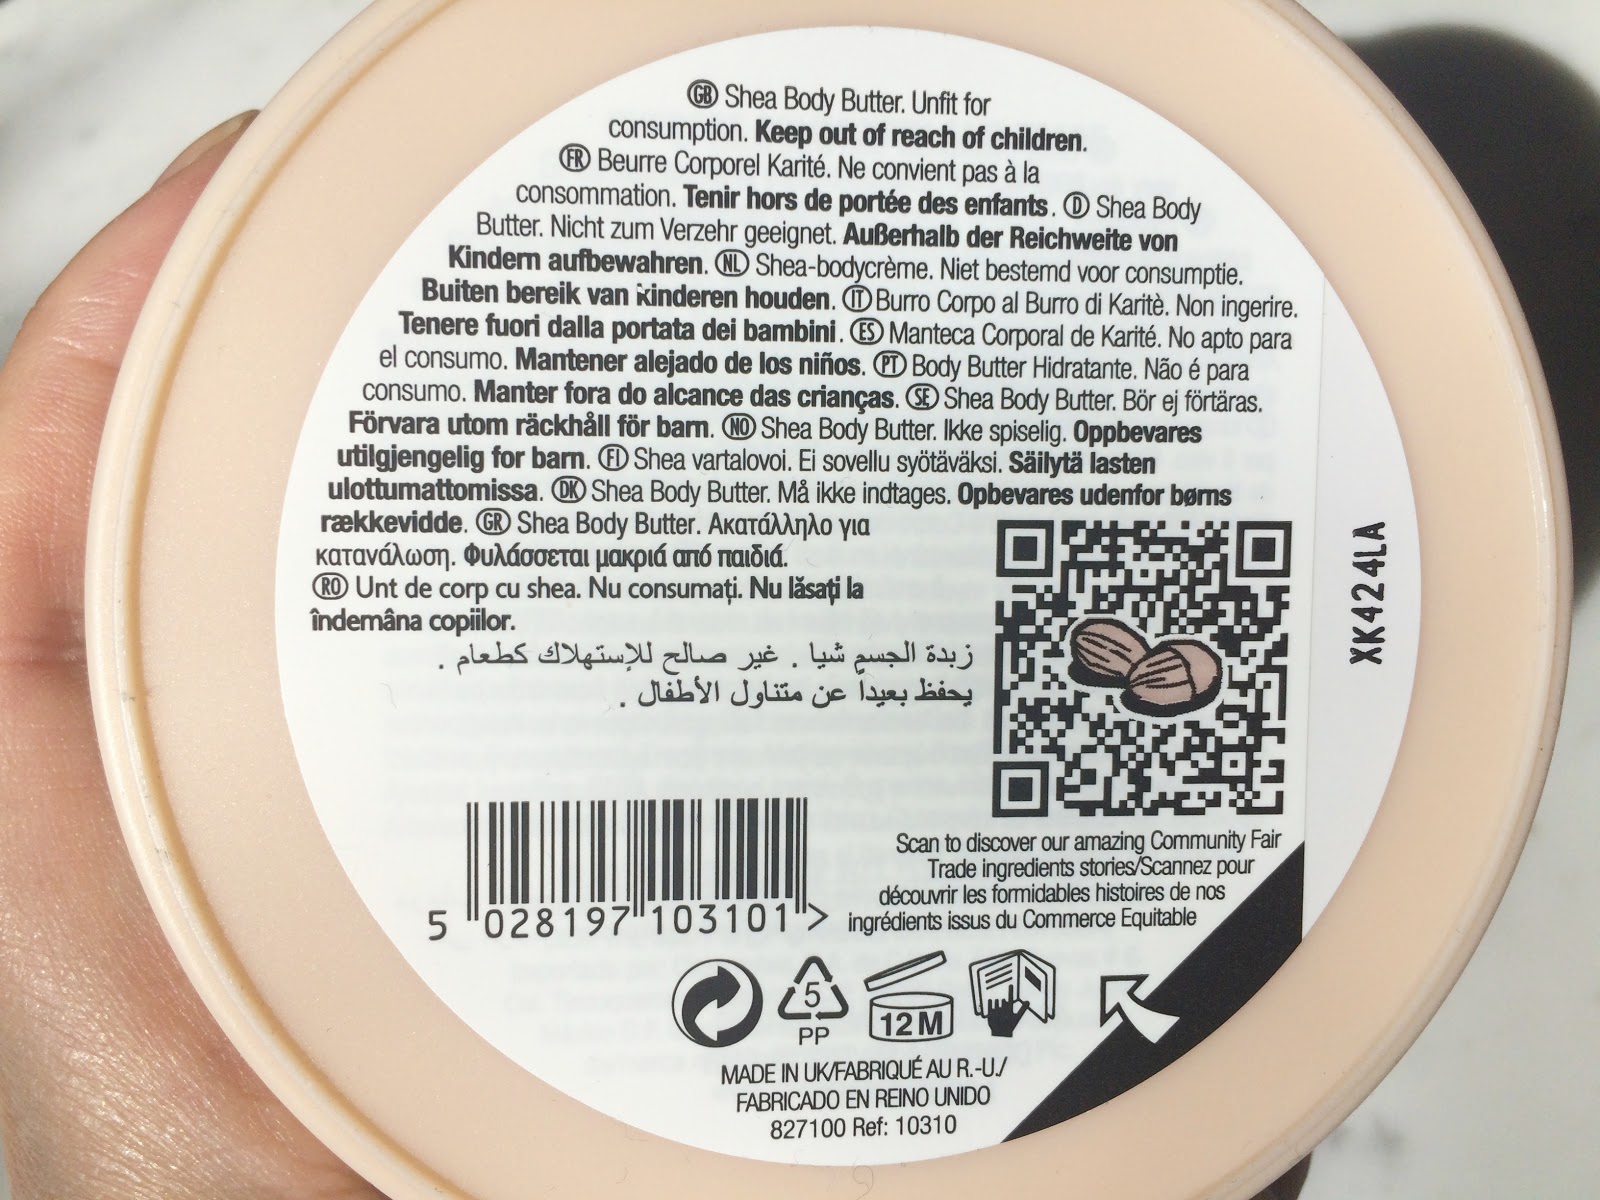 GB Shea Body Butter. Unfit for
consumption. Keep out of reach of children.
FR Beurre Corporel Karité. Ne convient pas à la
consommation. Tenir hors de portée des enfants. D Shea Body
Butter. Nicht zum Verzehr geeignet. Außerhalb der Reichweite von
Kindern aufbewahren. NL Shea-bodycrème. Niet bestemd voor consumptie.
Buiten bereik van kinderen houden. IT Burro Corpo al Burro di Karitè. Non ingerire.
Tenere fuori dalla portata dei bambini. ES Manteca Corporal de Karité. No apto para
el consumo. Mantener alejado de los niños. PT Body Butter Hidratante. Não é para
consumo. Manter fora do alcance das crianças. SE Shea Body Butter. Bör ej förtäras.
Förvara utom räckhåll för barn. NO Shea Body Butter. Ikke spiselig. Oppbevares
utilgjengelig for barn. FI Shea vartalovoi. Ei sovellu syötäväksi. Säilytä lasten
ulottumattomissa. DK Shea Body Butter. Må ikke indtages. Opbevares udenfor børns
rækkevidde. GR Shea Body Butter. Ακατάλληλο για
κατανάλωση. Φυλάσσεται μακριά από παιδιά.
RO Unt de corp cu shea. Nu consumați. Nu lăsați la
îndemâna copiilor.
زبدة الجسم شيا . غير صالح للإستهلاك كطعام .
يحفظ بعيداً عن متناول الأطفال .
XK424LA
Scan to discover our amazing Community Fair
Trade ingredients stories/Scannez pour
découvrir les formidables histoires de nos
ingrédients issus du Commerce Equitable
5 028197 103101 >
5
PP
12 M
MADE IN UK/FABRIQUÉ AU R.-U./
FABRICADO EN REINO UNIDO
827100 Ref: 10310